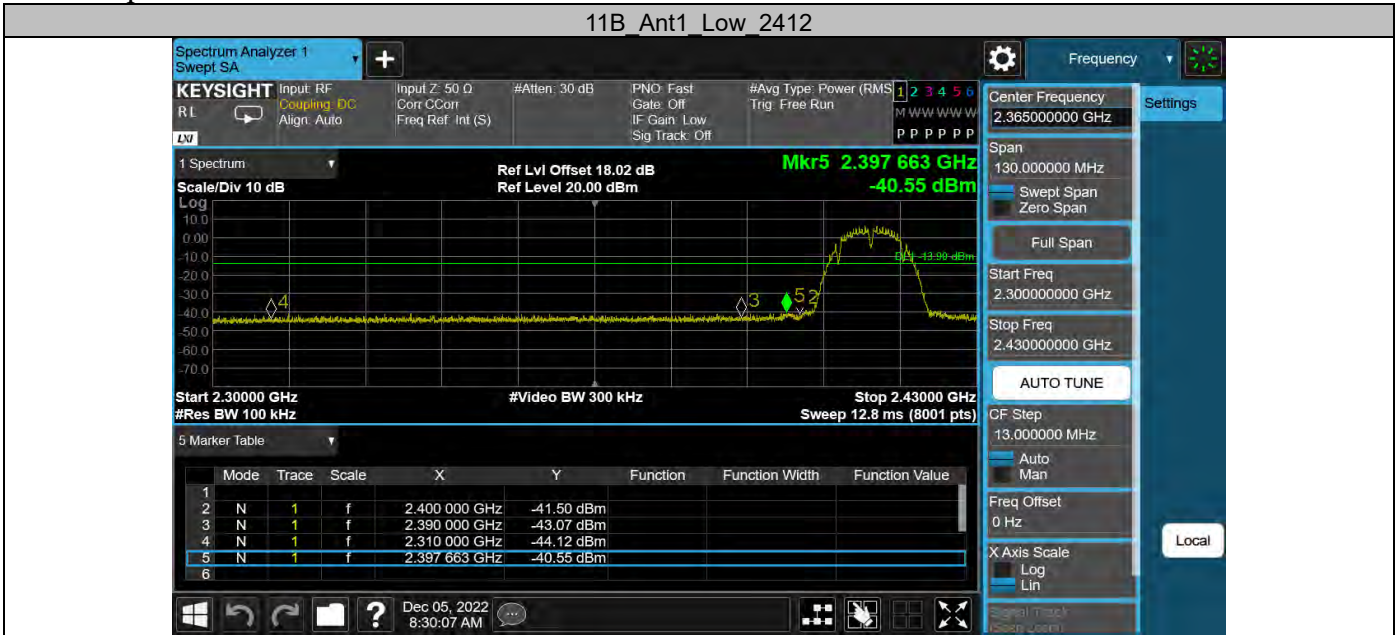 11B_Ant1_Low_2412
Spectrum Analyzer 1
Swept SA
+
Frequency
KEYSIGHT
RL
LXI
Input: RF
Coupling: DC
Align: Auto
Input Z: 50 Ω
Corr CCorr
Freq Ref: Int (S)
#Atten: 30 dB
PNO: Fast
Gate: Off
IF Gain: Low
Sig Track: Off
#Avg Type: Power (RMS
Trig: Free Run
1 2 3 4 5 6
M W W W W W
P P P P P P
Center Frequency
2.365000000 GHz
Settings
1 Spectrum
Scale/Div 10 dB
Ref Lvl Offset 18.02 dB
Ref Level 20.00 dBm
Mkr5 2.397 663 GHz
-40.55 dBm
Log
10.0
0.00
-10.0
-20.0
-30.0
-40.0
-50.0
-60.0
-70.0
-13.90 dBm
4
3
5
2
Start 2.30000 GHz
#Video BW 300 kHz
Stop 2.43000 GHz
#Res BW 100 kHz
Sweep 12.8 ms (8001 pts)
Span
130.000000 MHz
Swept Span
Zero Span
Full Span
Start Freq
2.300000000 GHz
Stop Freq
2.430000000 GHz
AUTO TUNE
CF Step
13.000000 MHz
Auto
Man
Freq Offset
0 Hz
X Axis Scale
Log
Lin
Signal Track
Local
5 Marker Table
Mode Trace Scale X Y Function Function Width Function Value
1
2 N 1 f 2.400 000 GHz -41.50 dBm
3 N 1 f 2.390 000 GHz -43.07 dBm
4 N 1 f 2.310 000 GHz -44.12 dBm
5 N 1 f 2.397 663 GHz -40.55 dBm
6
?
Dec 05, 2022
8:30:07 AM